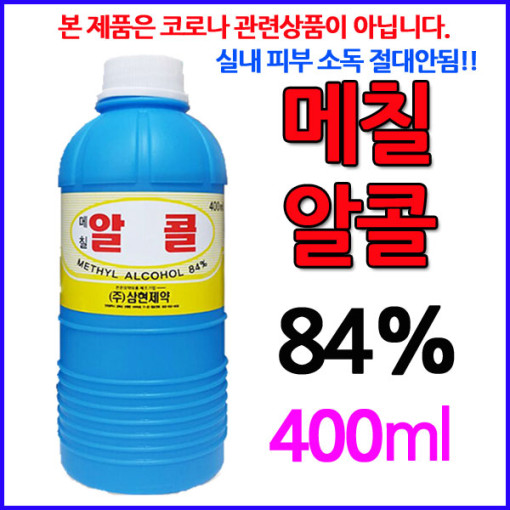 본 제품은 코로나 관련상품이 아닙니다.
실내 피부 소독 절대안됨!!
메칠
알콜
84%
400ml
400ml
메칠
알 콜
METHYL ALCOHOL 84%
(주)삼현제약